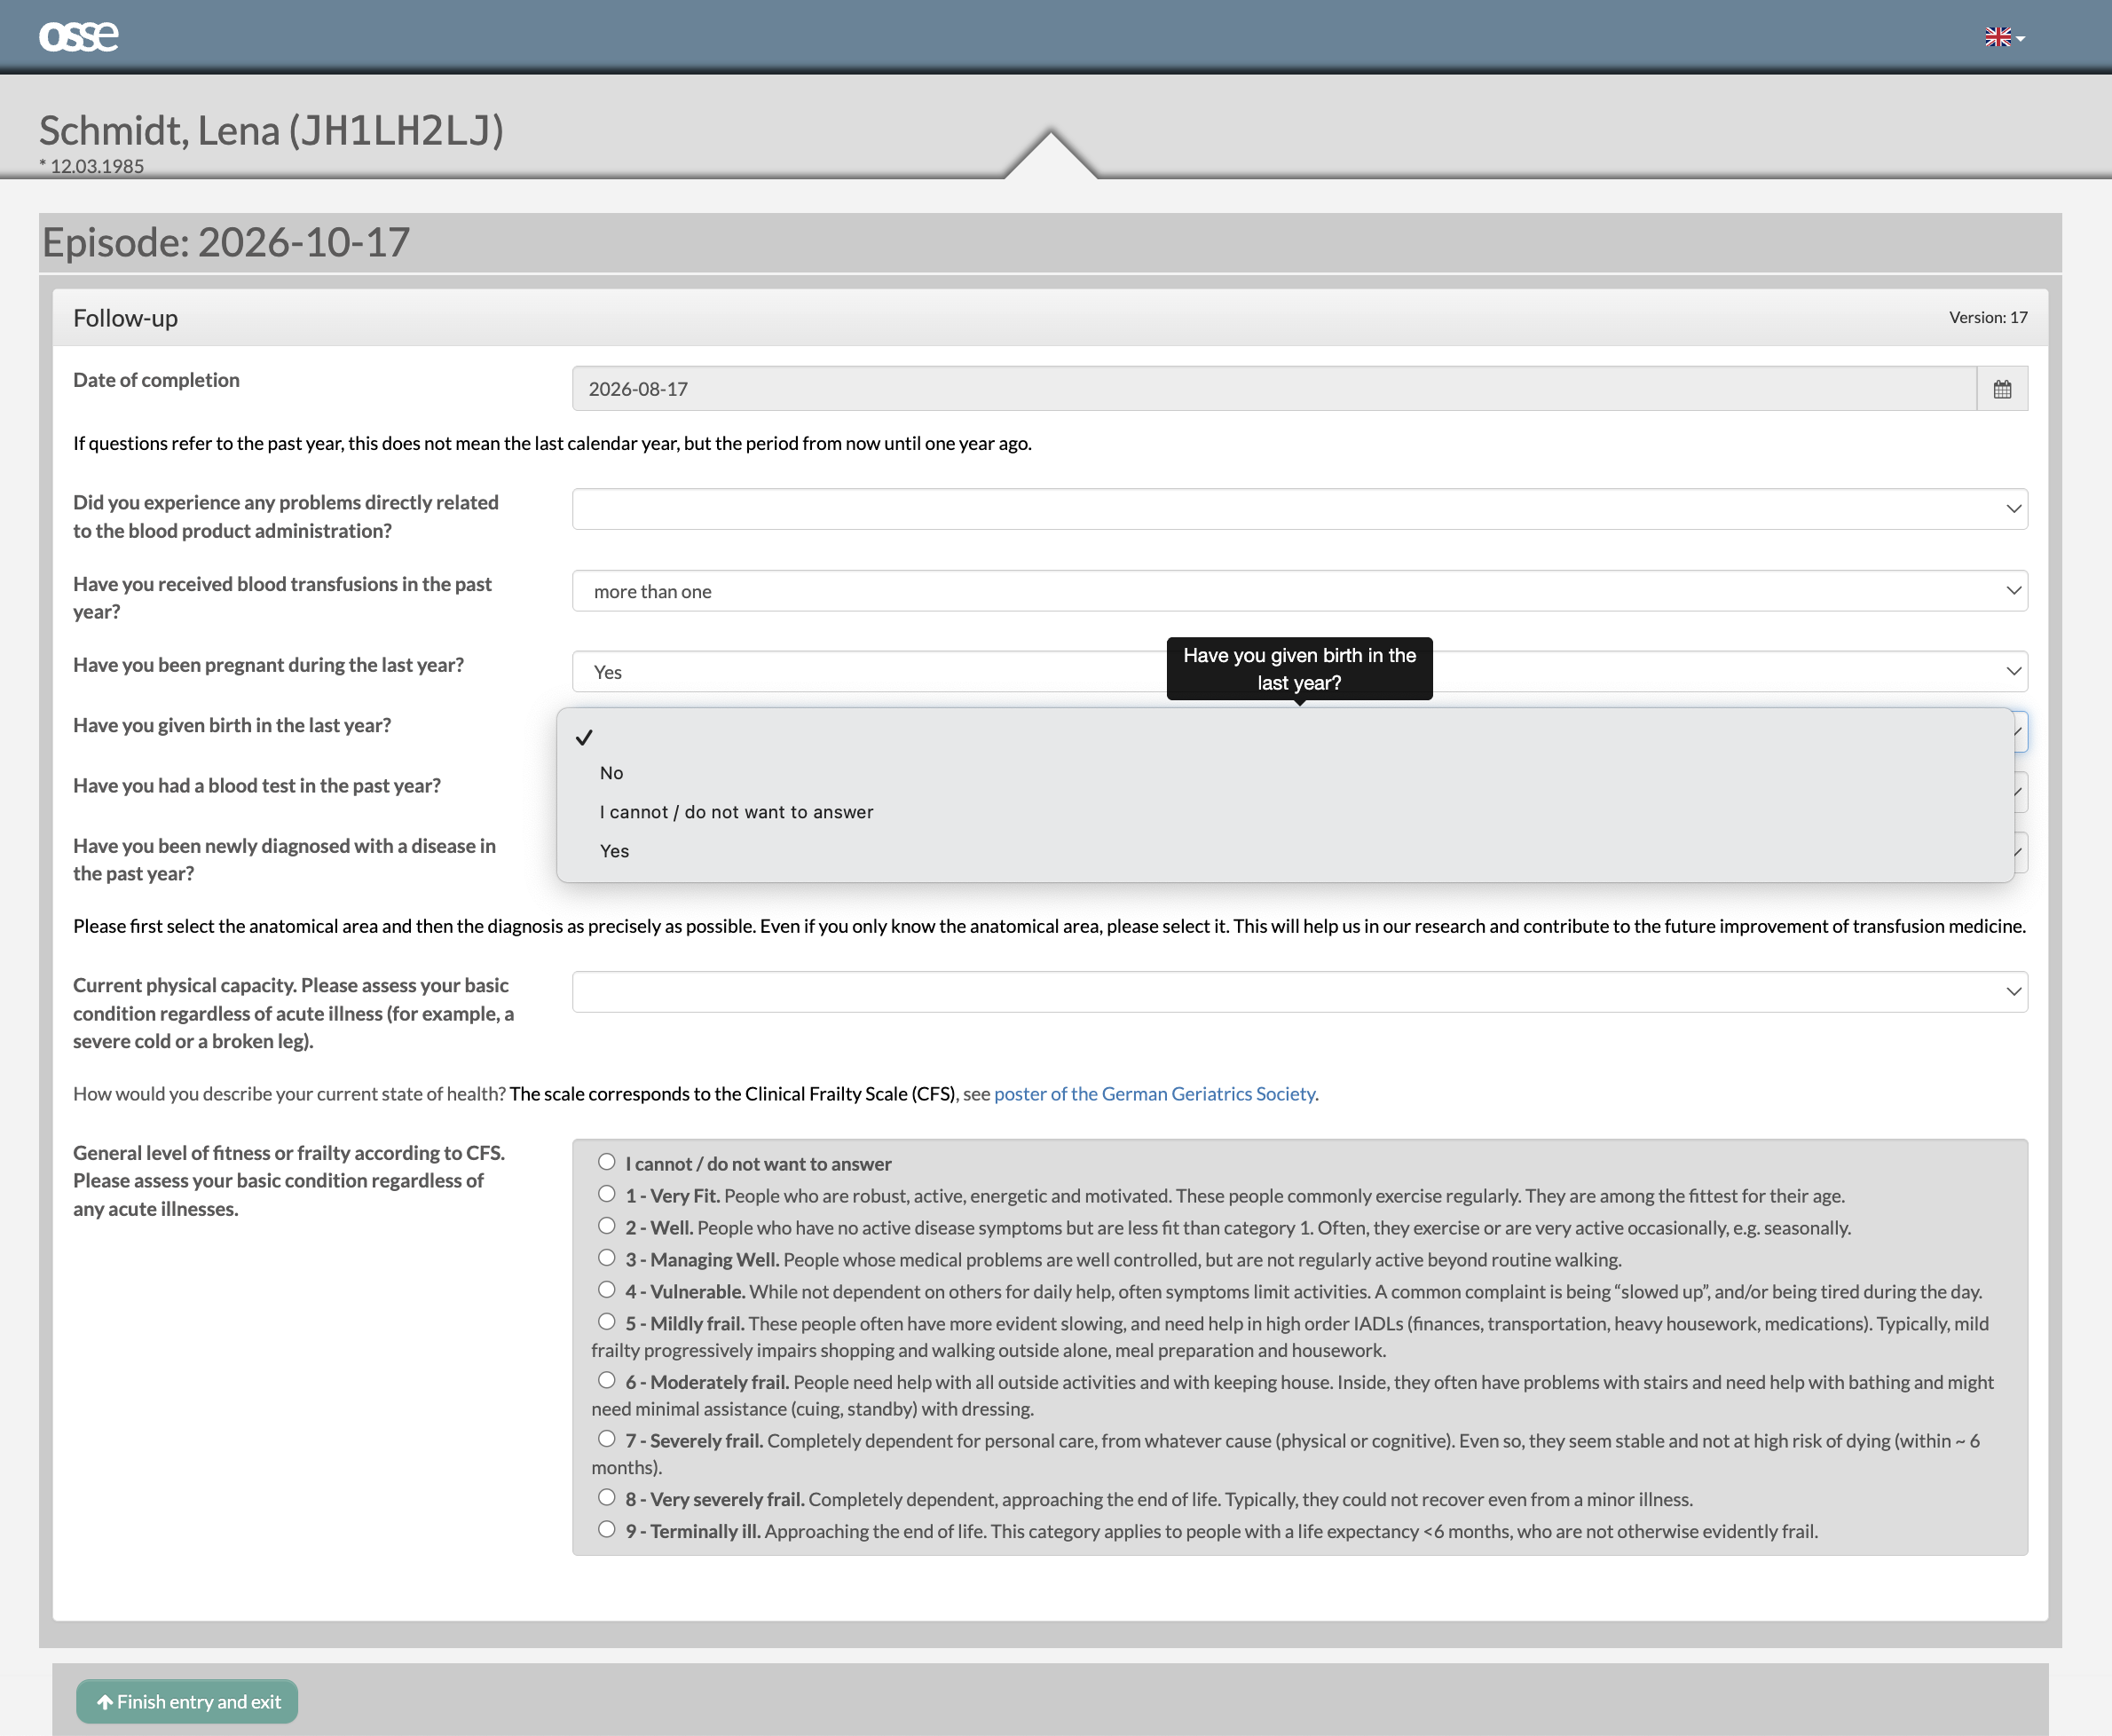 osse
Schmidt, Lena (JH1LH2LJ)
* 12.03.1985
Episode: 2026-10-17
Follow-up
Version: 17
Date of completion
2026-08-17
If questions refer to the past year, this does not mean the last calendar year, but the period from now until one year ago.
Did you experience any problems directly related
to the blood product administration?
Have you received blood transfusions in the past
year?
more than one
Have you been pregnant during the last year?
Yes
Have you given birth in the
last year?
Have you given birth in the last year?
No
I cannot / do not want to answer
Yes
Have you had a blood test in the past year?
Have you been newly diagnosed with a disease in
the past year?
Please first select the anatomical area and then the diagnosis as precisely as possible. Even if you only know the anatomical area, please select it. This will help us in our research and contribute to the future improvement of transfusion medicine.
Current physical capacity. Please assess your basic
condition regardless of acute illness (for example, a
severe cold or a broken leg).
How would you describe your current state of health? The scale corresponds to the Clinical Frailty Scale (CFS), see poster of the German Geriatrics Society.
General level of fitness or frailty according to CFS.
Please assess your basic condition regardless of
any acute illnesses.
I cannot / do not want to answer
1 - Very Fit. People who are robust, active, energetic and motivated. These people commonly exercise regularly. They are among the fittest for their age.
2 - Well. People who have no active disease symptoms but are less fit than category 1. Often, they exercise or are very active occasionally, e.g. seasonally.
3 - Managing Well. People whose medical problems are well controlled, but are not regularly active beyond routine walking.
4 - Vulnerable. While not dependent on others for daily help, often symptoms limit activities. A common complaint is being “slowed up”, and/or being tired during the day.
5 - Mildly frail. These people often have more evident slowing, and need help in high order IADLs (finances, transportation, heavy housework, medications). Typically, mild
frailty progressively impairs shopping and walking outside alone, meal preparation and housework.
6 - Moderately frail. People need help with all outside activities and with keeping house. Inside, they often have problems with stairs and need help with bathing and might
need minimal assistance (cuing, standby) with dressing.
7 - Severely frail. Completely dependent for personal care, from whatever cause (physical or cognitive). Even so, they seem stable and not at high risk of dying (within ~ 6
months).
8 - Very severely frail. Completely dependent, approaching the end of life. Typically, they could not recover even from a minor illness.
9 - Terminally ill. Approaching the end of life. This category applies to people with a life expectancy <6 months, who are not otherwise evidently frail.
Finish entry and exit